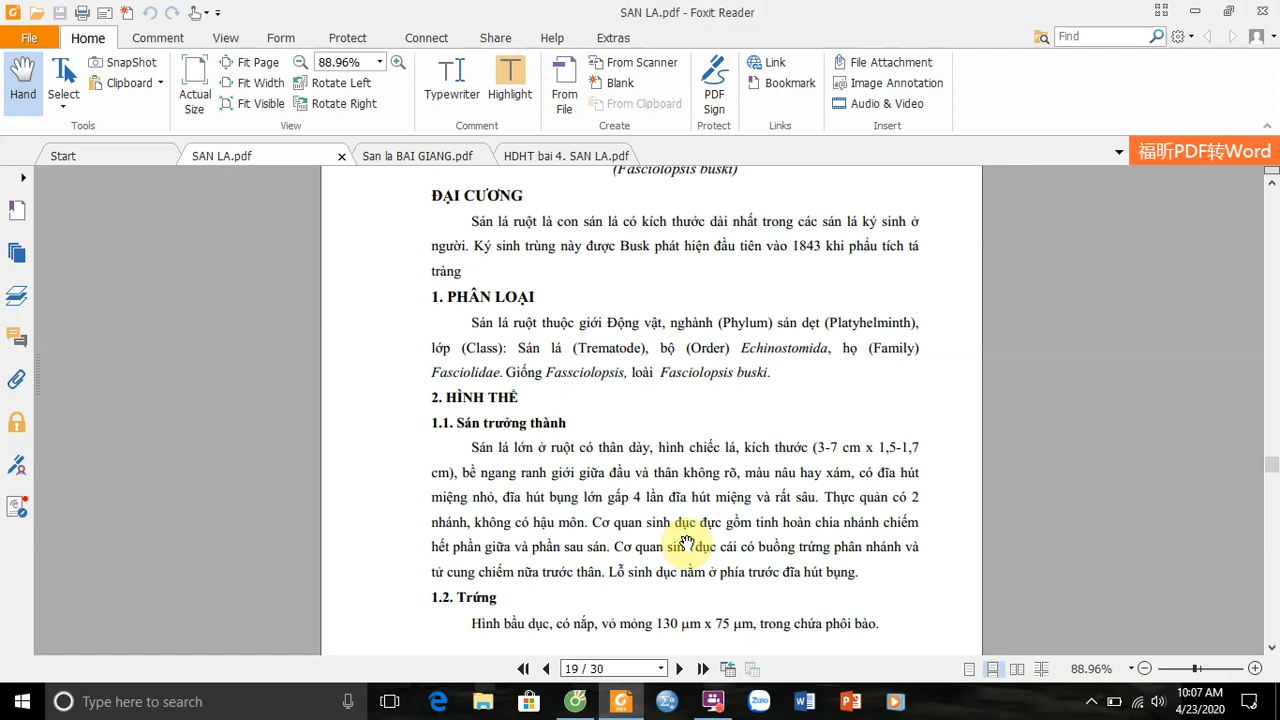 SAN LA.pdf - Foxit Reader
File Home Comment View Form Protect Connect Share Help Extras
Find
Hand
Select
SnapShot
Clipboard
Tools
Actual
Size
Fit Page
Fit Width
Fit Visible
88.96%
Rotate Left
Rotate Right
View
Typewriter
Highlight
Comment
From
File
From Scanner
Blank
From Clipboard
Create
PDF
Sign
Protect
Link
Bookmark
Links
File Attachment
Image Annotation
Audio & Video
Insert
Start
SAN LA.pdf
San la BAI GIANG.pdf
HDHT bai 4. SAN LA.pdf
福昕PDF转Word
(Fasciolopsis buski)
ĐẠI CƯƠNG
Sán lá ruột là con sán lá có kích thước dài nhất trong các sán lá ký sinh ở
người. Ký sinh trùng này được Busk phát hiện đầu tiên vào 1843 khi phẩu tích tá
tràng
1. PHÂN LOẠI
Sán lá ruột thuộc giới Động vật, nghành (Phylum) sán dẹt (Platyhelminth),
lớp (Class): Sán lá (Trematode), bộ (Order) Echinostomida, họ (Family)
Fasciolidae. Giống Fassciolopsis, loài Fasciolopsis buski.
2. HÌNH THỂ
1.1. Sán trưởng thành
Sán lá lớn ở ruột có thân dày, hình chiếc lá, kích thước (3-7 cm x 1,5-1,7
cm), bề ngang ranh giới giữa đầu và thân không rõ, màu nâu hay xám, có đĩa hút
miệng nhỏ, đĩa hút bụng lớn gấp 4 lần đĩa hút miệng và rất sâu. Thực quản có 2
nhánh, không có hậu môn. Cơ quan sinh dục đực gồm tinh hoàn chia nhánh chiếm
hết phần giữa và phần sau sán. Cơ quan sinh dục cái có buồng trứng phân nhánh và
tử cung chiếm nữa trước thân. Lỗ sinh dục nằm ở phía trước đĩa hút bụng.
1.2. Trứng
Hình bầu dục, có nắp, vỏ mỏng 130 μm x 75 μm, trong chứa phôi bào.
19 / 30
88.96%
Type here to search
Zalo
10:07 AM
4/23/2020